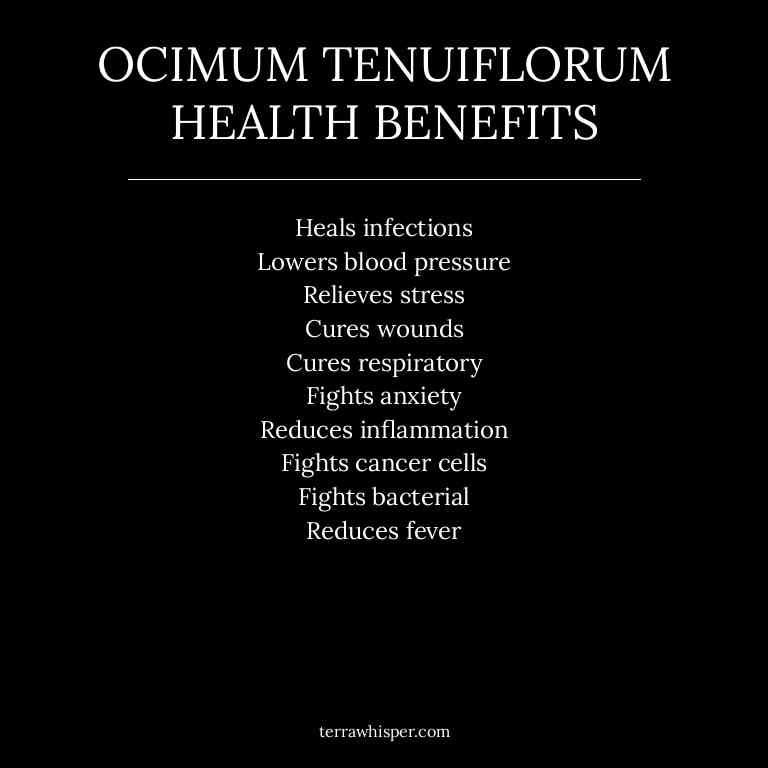 OCIMUM TENUIFLORUM
HEALTH BENEFITS
Heals infections
Lowers blood pressure
Relieves stress
Cures wounds
Cures respiratory
Fights anxiety
Reduces inflammation
Fights cancer cells
Fights bacterial
Reduces fever
terrawhisper.com